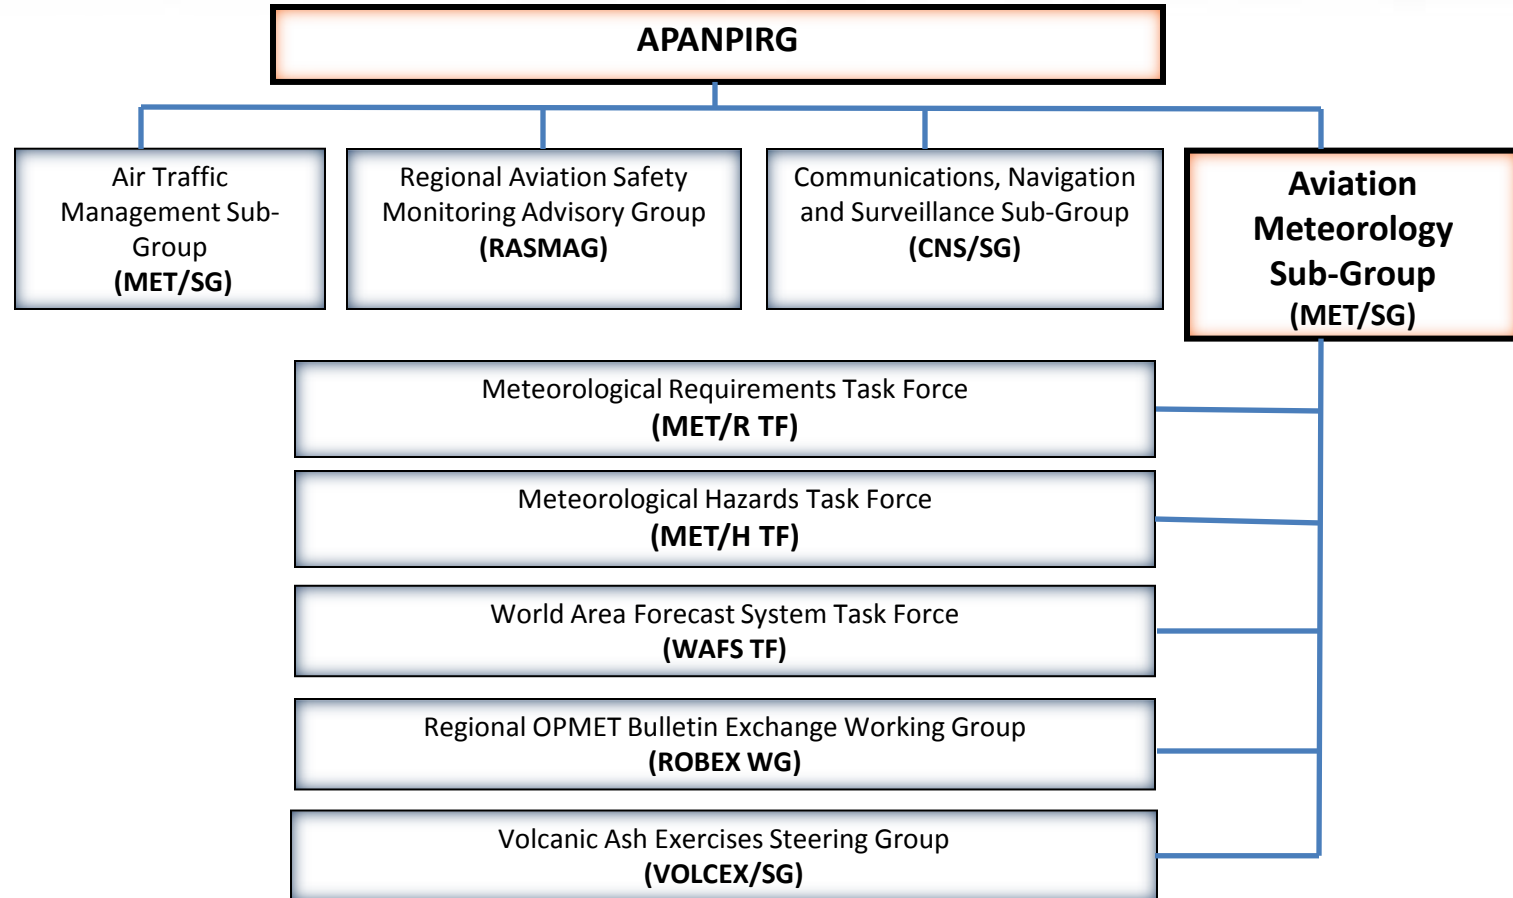 APANPIRG
Air Traffic
Management Sub-
Group
(MET/SG)
Regional Aviation Safety
Monitoring Advisory Group
(RASMAG)
Communications, Navigation
and Surveillance Sub-Group
(CNS/SG)
Aviation
Meteorology
Sub-Group
(MET/SG)
Meteorological Requirements Task Force
(MET/R TF)
Meteorological Hazards Task Force
(MET/H TF)
World Area Forecast System Task Force
(WAFS TF)
Regional OPMET Bulletin Exchange Working Group
(ROBEX WG)
Volcanic Ash Exercises Steering Group
(VOLCEX/SG)